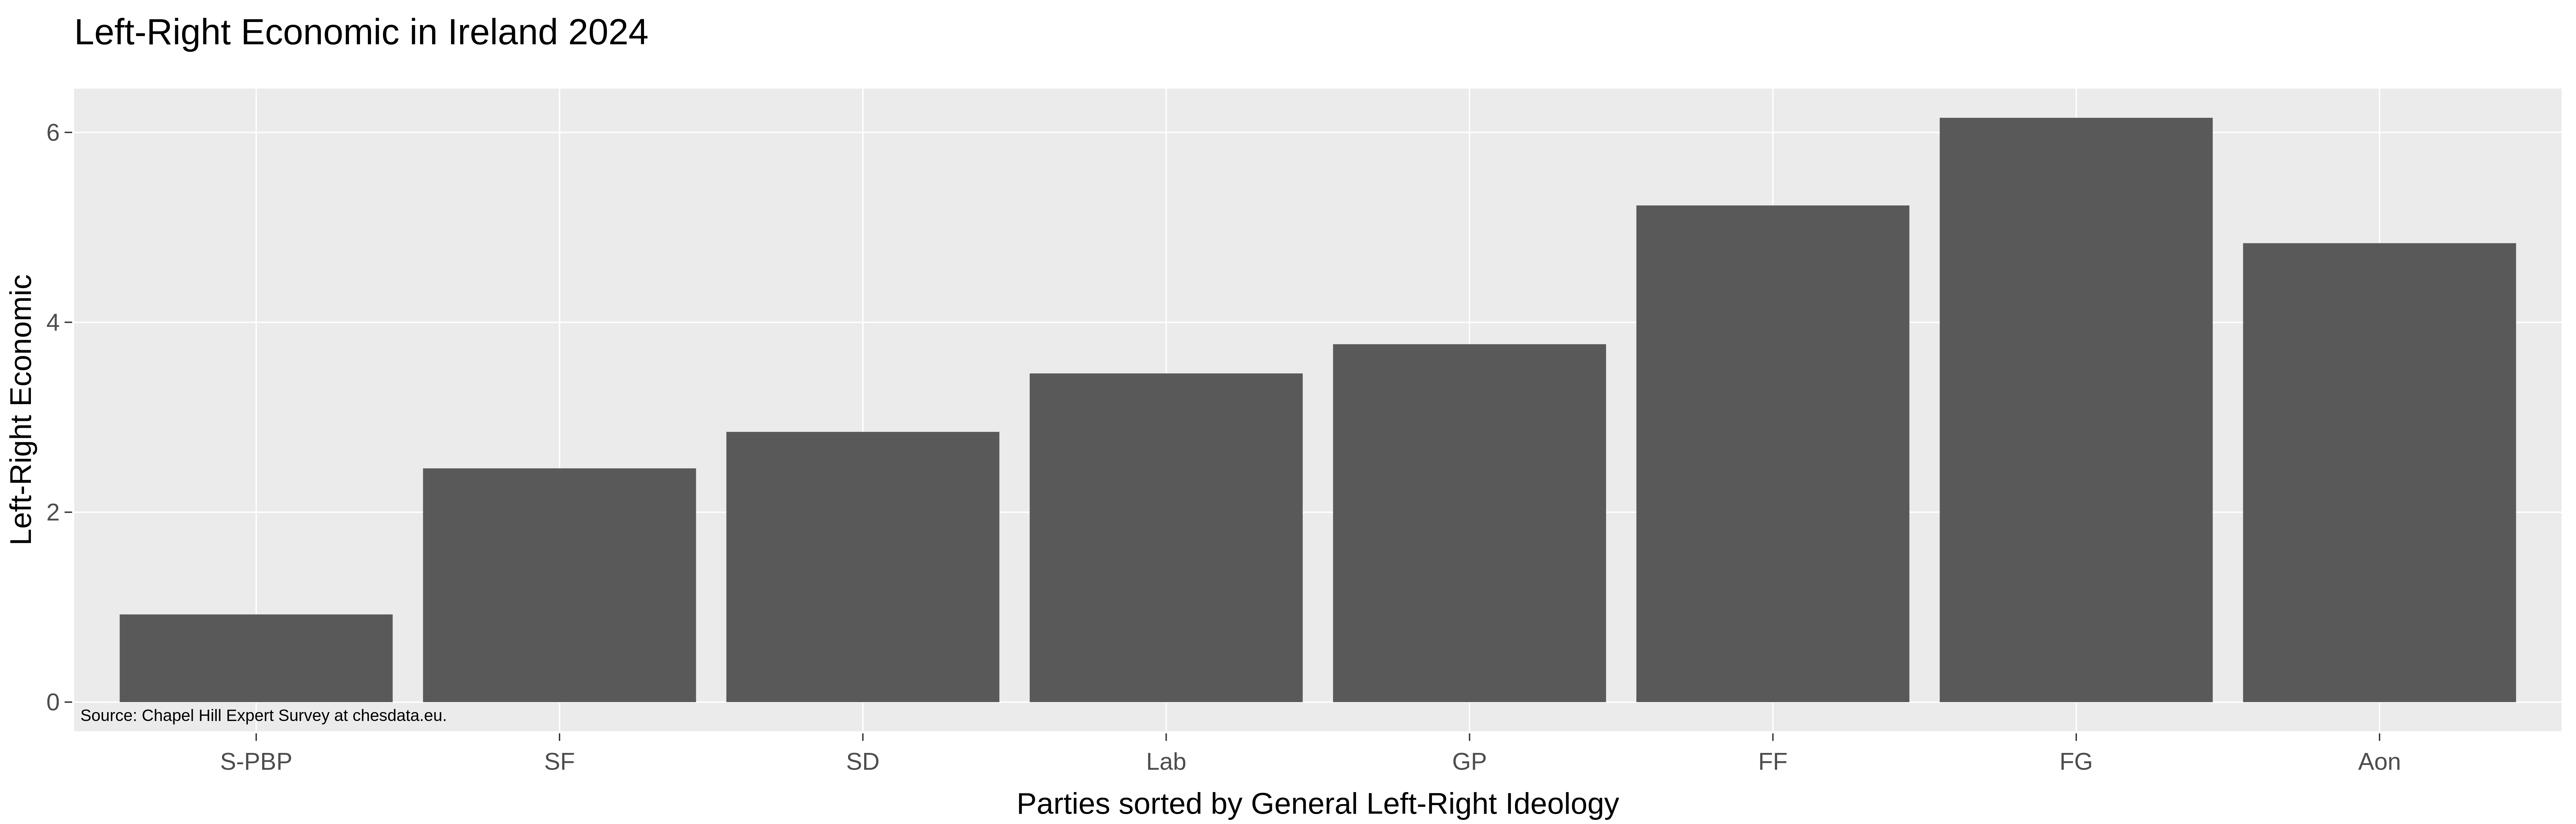 Left-Right Economic in Ireland 2024
Left-Right Economic
6
4
2
0
Source: Chapel Hill Expert Survey at chesdata.eu.
S-PBP SF SD Lab GP FF FG Aon
Parties sorted by General Left-Right Ideology